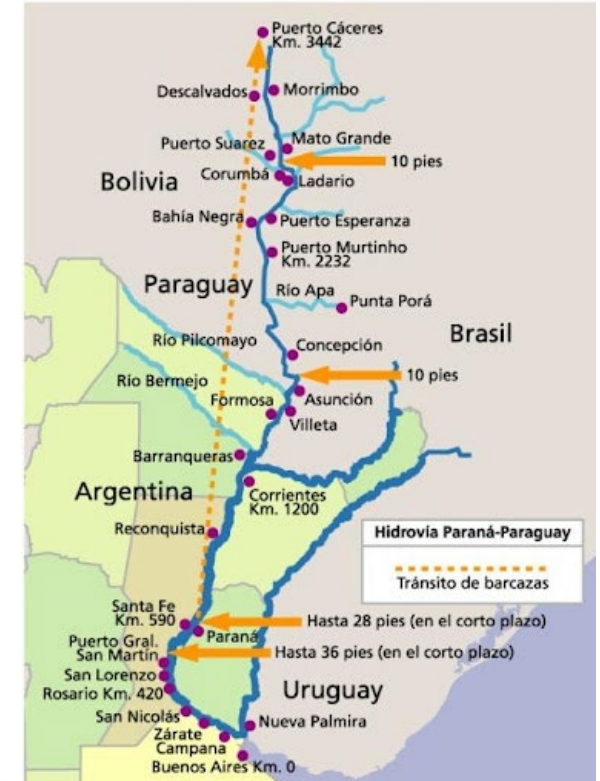 Puerto Cáceres
Km. 3442
Descalvados
Morrimbo
Mato Grande
Puerto Suarez
10 pies
Corumbá
Ladario
Bolivia
Bahía Negra
Puerto Esperanza
Puerto Murtinho
Km. 2232
Paraguay
Río Apa
Punta Porá
Brasil
Río Pilcomayo
Concepción
Río Bermejo
10 pies
Formosa
Asunción
Villeta
Barranqueras
Argentina
Corrientes
Km. 1200
Reconquista
Hidrovía Paraná-Paraguay
Tránsito de barcazas
Santa Fe
Km. 590
Hasta 28 pies (en el corto plazo)
Paraná
Puerto Gral.
San Martín
Hasta 36 pies (en el corto plazo)
San Lorenzo
Rosario Km. 420
Uruguay
San Nicolás
Nueva Palmira
Zárate
Campana
Buenos Aires Km. 0